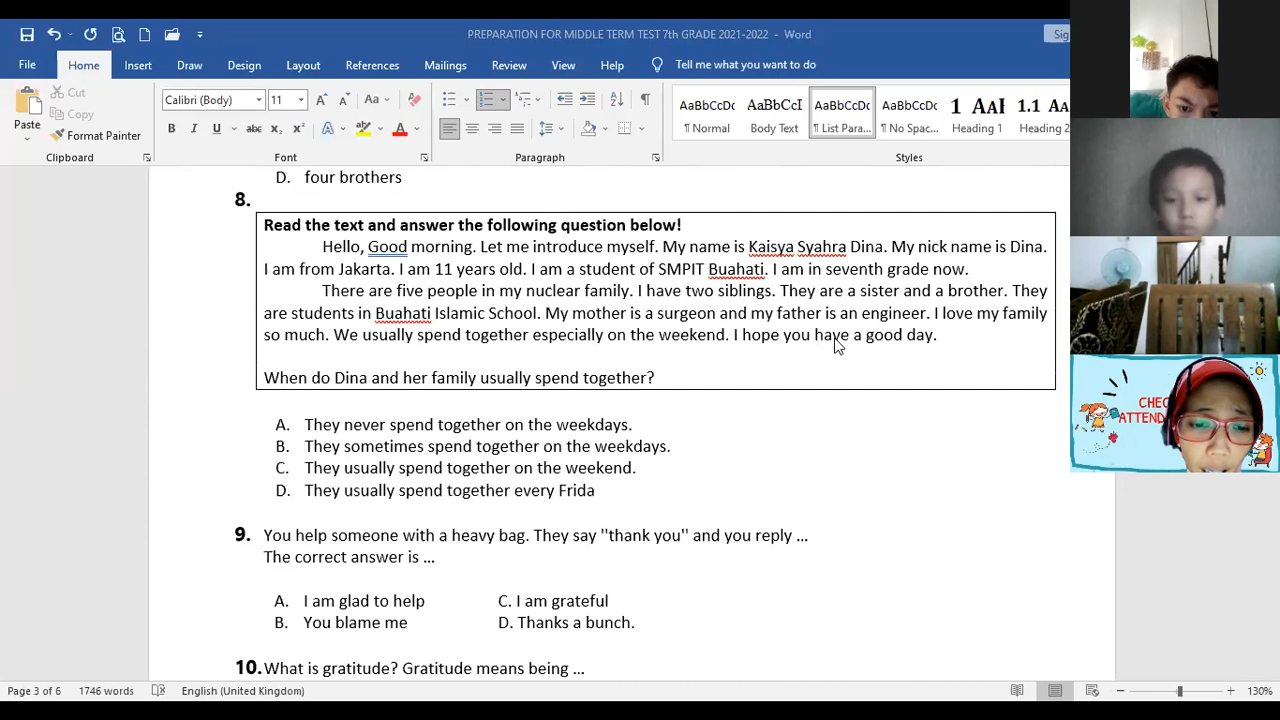 PREPARATION FOR MIDDLE TERM TEST 7th GRADE 2021-2022 - Word
File Home Insert Draw Design Layout References Mailings Review View Help Tell me what you want to do
Paste
Cut
Copy
Format Painter
Clipboard
Calibri (Body) 11
Font
Paragraph
AaBbCcDc AaBbCcI AaBbCcDc AaBbCcDc 1 AaI 1.1 AaB
¶ Normal Body Text ¶ List Para... ¶ No Spac... Heading 1 Heading 2
Styles
D. four brothers
8.
Read the text and answer the following question below!
Hello, Good morning. Let me introduce myself. My name is Kaisya Syahra Dina. My nick name is Dina.
I am from Jakarta. I am 11 years old. I am a student of SMPIT Buahati. I am in seventh grade now.
There are five people in my nuclear family. I have two siblings. They are a sister and a brother. They
are students in Buahati Islamic School. My mother is a surgeon and my father is an engineer. I love my family
so much. We usually spend together especially on the weekend. I hope you have a good day.
When do Dina and her family usually spend together?
A. They never spend together on the weekdays.
B. They sometimes spend together on the weekdays.
C. They usually spend together on the weekend.
D. They usually spend together every Frida
9. You help someone with a heavy bag. They say "thank you" and you reply ...
The correct answer is ...
A. I am glad to help C. I am grateful
B. You blame me D. Thanks a bunch.
10. What is gratitude? Gratitude means being ...
Page 3 of 6 1746 words English (United Kingdom) 130%